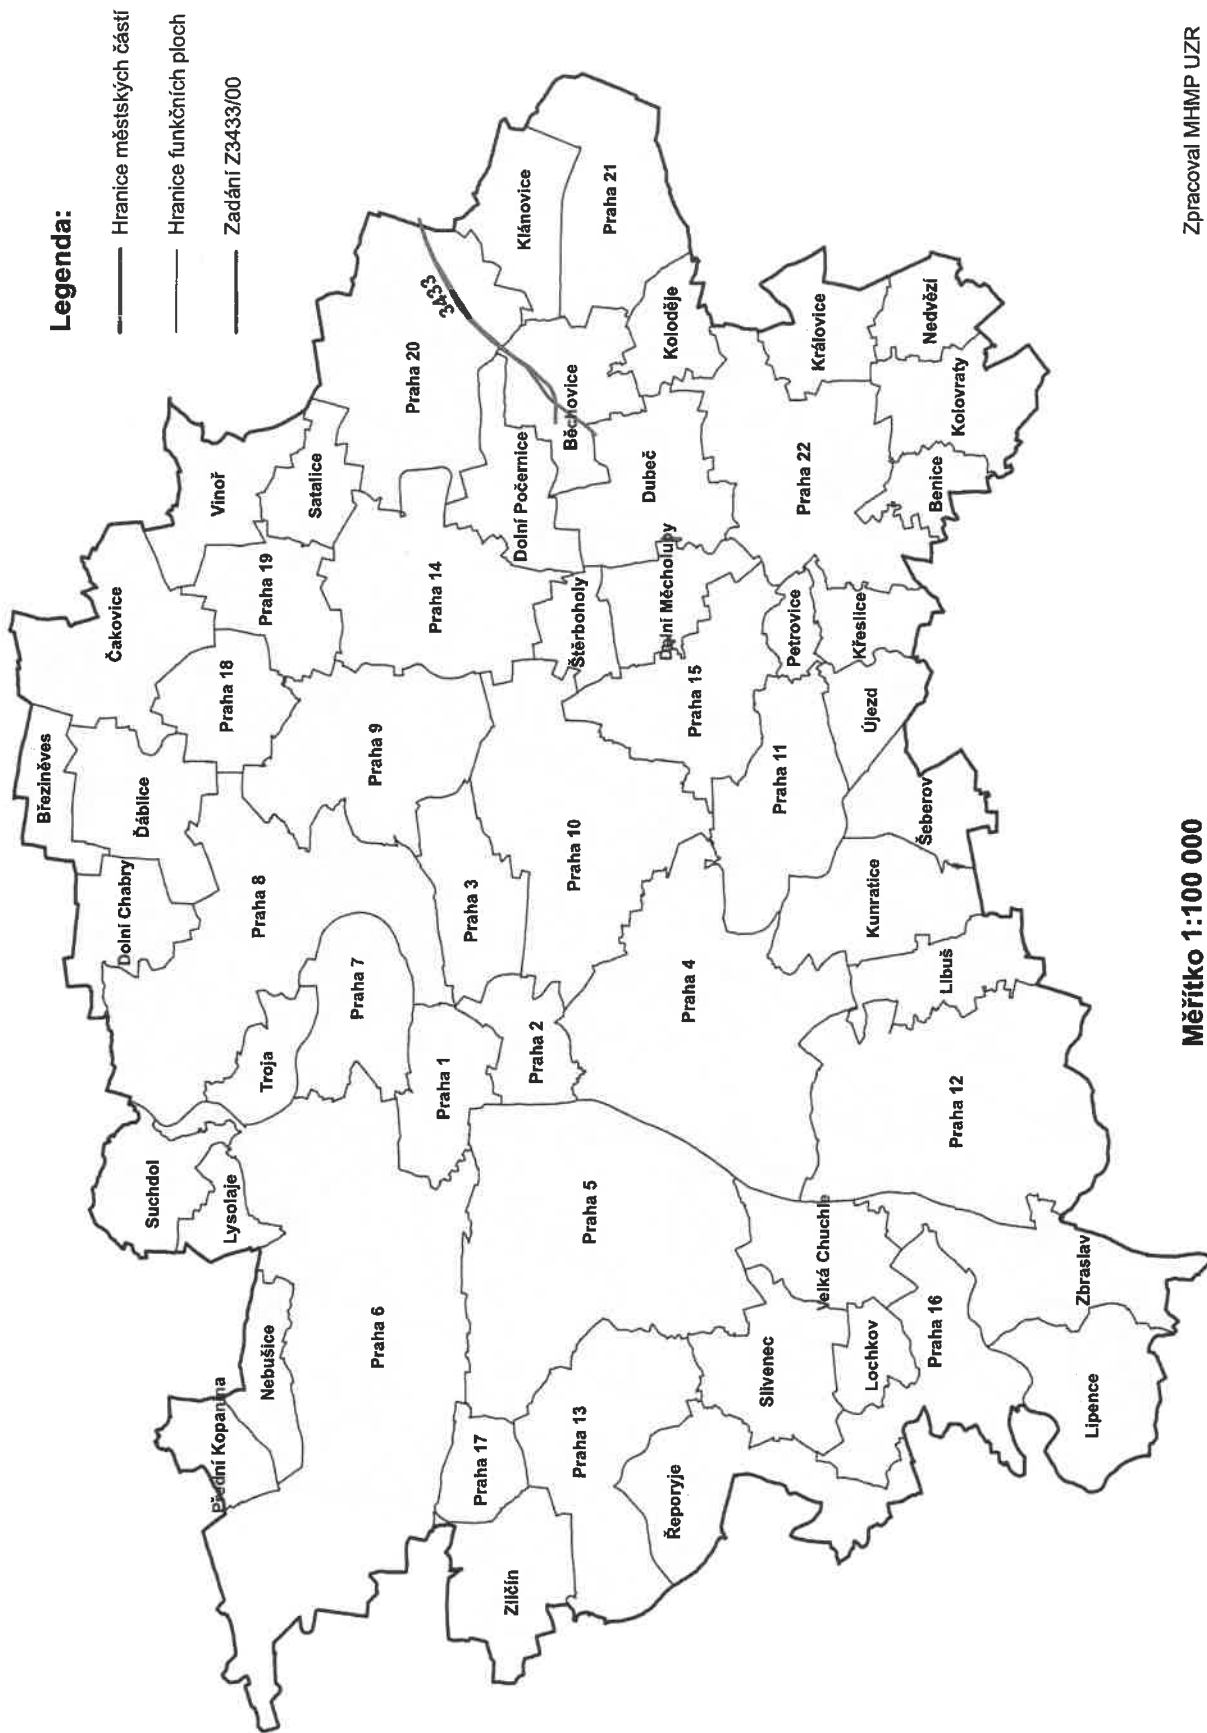 Legenda:
Hranice městských částí
Hranice funkčních ploch
Zadání Z3433/00
Březiněves
Čakovice
Ďáblice
Dolní Chabry
Praha 18
Vinoř
Praha 19
Satalice
Suchdol
Lysolaje
Troja
Praha 8
Praha 9
Praha 14
Praha 20
3433
Přední Kopanina
Nebušice
Praha 6
Praha 7
Praha 1
Praha 3
Praha 2
Praha 10
Štěrboholy
Dolní Počernice
Běchovice
Klánovice
Praha 21
Koloděje
Dubeč
Dolní Měcholupy
Praha 15
Praha 17
Zličín
Praha 13
Praha 5
Praha 4
Praha 11
Petrovice
Praha 22
Královice
Nedvězí
Kolovraty
Benice
Křeslice
Újezd
Šeberov
Kunratice
Libuš
Praha 12
Řeporyje
Slivenec
Velká Chuchle
Lochkov
Praha 16
Zbraslav
Lipence
Měřítko 1:100 000
Zpracoval MHMP UZR